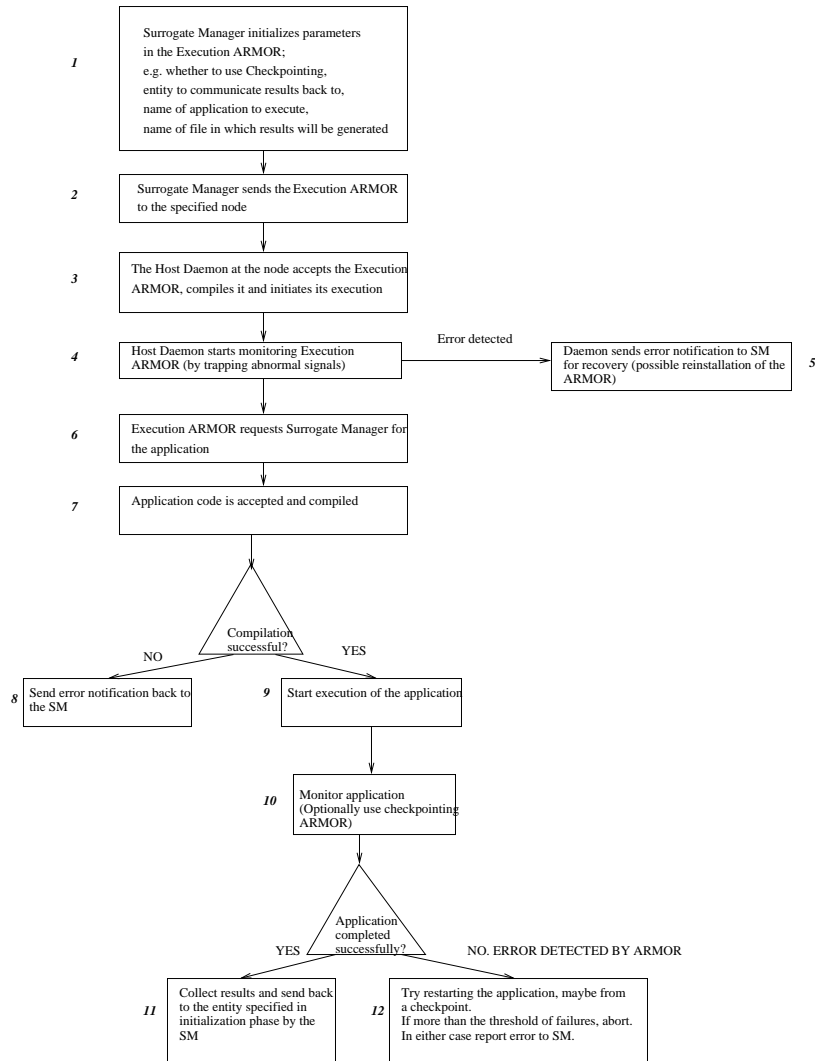 1
Surrogate Manager initializes parameters
in the Execution ARMOR;
e.g. whether to use Checkpointing,
entity to communicate results back to,
name of application to execute,
name of file in which results will be generated
2
Surrogate Manager sends the Execution ARMOR
to the specified node
3
The Host Daemon at the node accepts the Execution
ARMOR, compiles it and initiates its execution
4
Host Daemon starts monitoring Execution
ARMOR (by trapping abnormal signals)
Error detected
Daemon sends error notification to SM
for recovery (possible reinstallation of the
ARMOR)
5
6
Execution ARMOR requests Surrogate Manager for
the application
7
Application code is accepted and compiled
Compilation
successful?
NO
YES
8
Send error notification back to
the SM
9
Start execution of the application
10
Monitor application
(Optionally use checkpointing
ARMOR)
Application
completed
successfully?
YES
NO. ERROR DETECTED BY ARMOR
11
Collect results and send back
to the entity specified in
initialization phase by the
SM
12
Try restarting the application, maybe from
a checkpoint.
If more than the threshold of failures, abort.
In either case report error to SM.